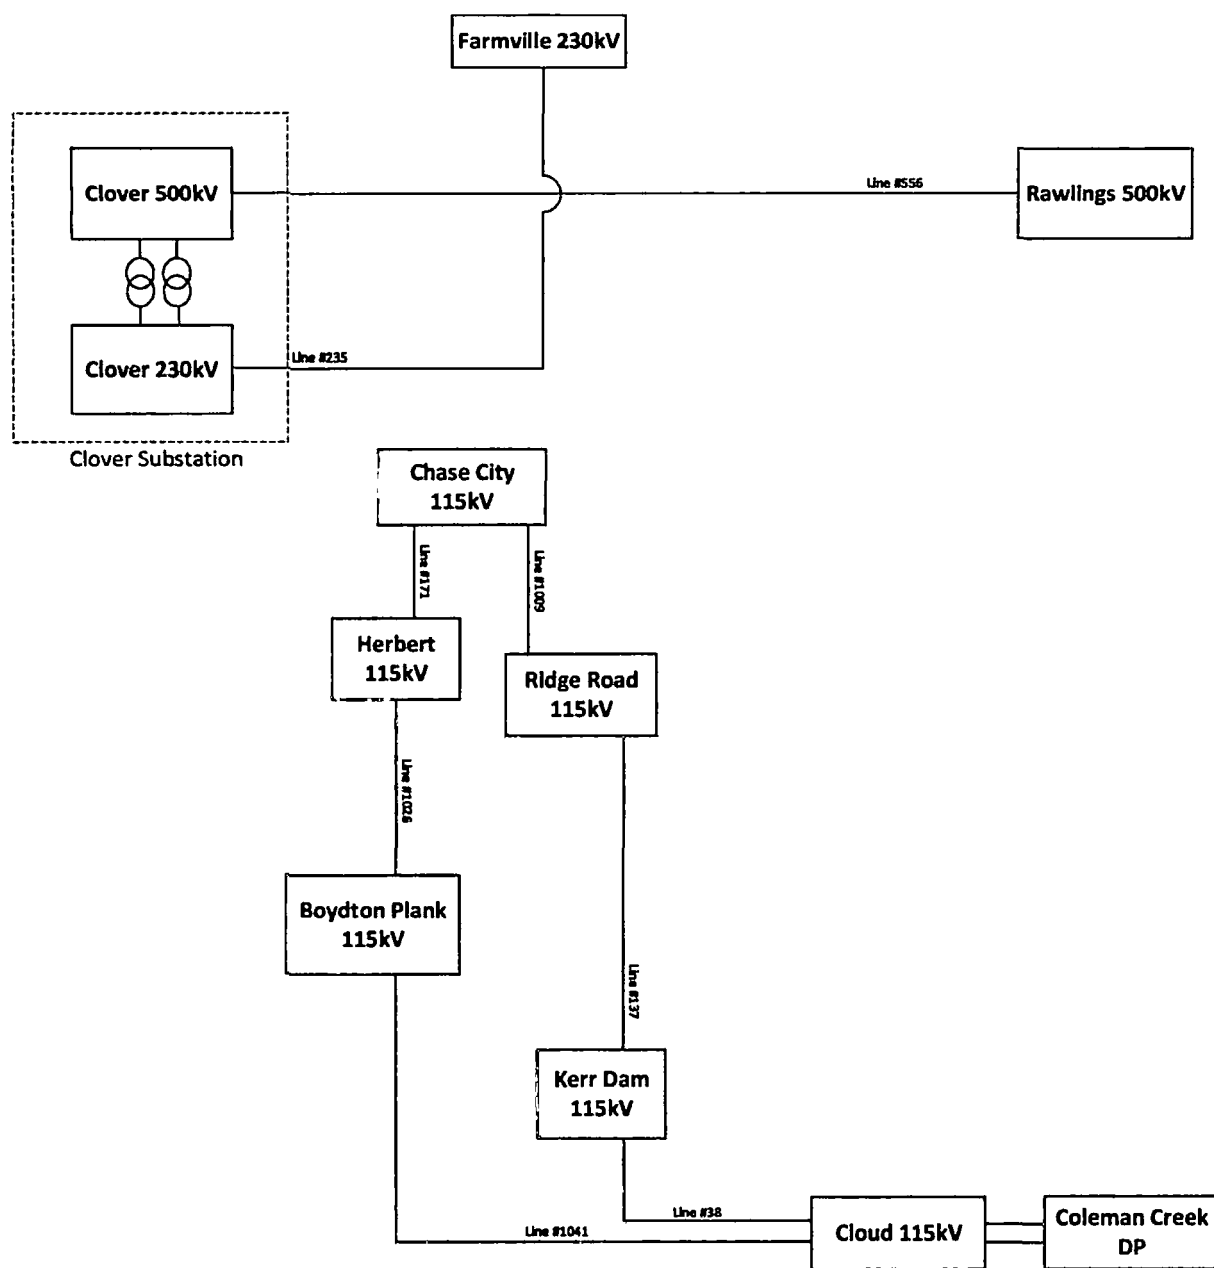 Farmville 230kV
Clover 500kV
Line #556
Rawlings 500kV
Clover 230kV
Line #235
Clover Substation
Chase City
115kV
Line #171
Line #1009
Herbert
115kV
Ridge Road
115kV
Line #1026
Boydton Plank
115kV
Line #137
Kerr Dam
115kV
Line #38
Line #1041
Cloud 115kV
Coleman Creek
DP